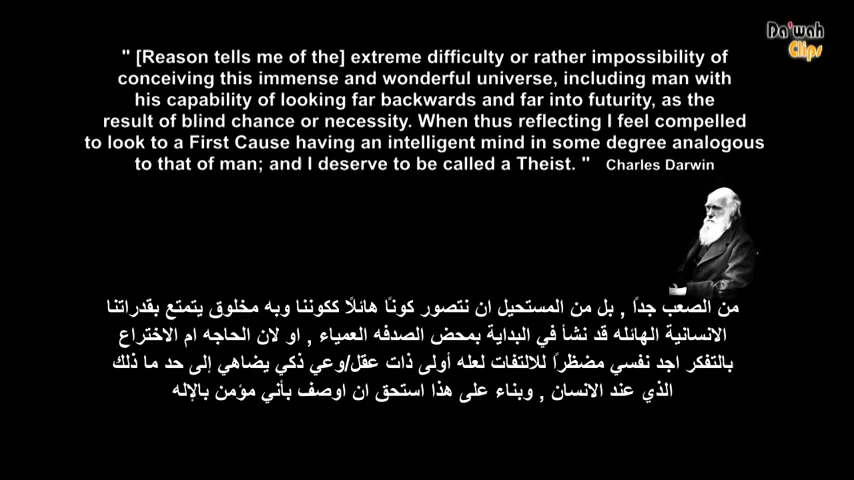 Da'wah
Clips
" [Reason tells me of the] extreme difficulty or rather impossibility of
conceiving this immense and wonderful universe, including man with
his capability of looking far backwards and far into futurity, as the
result of blind chance or necessity. When thus reflecting I feel compelled
to look to a First Cause having an intelligent mind in some degree analogous
to that of man; and I deserve to be called a Theist. " Charles Darwin
من الصعب جدًا , بل من المستحيل ان نتصور كونًا هائلًا ككوننا وبه مخلوق يتمتع بقدراتنا
الانسانية الهائله قد نشأ في البداية بمحض الصدفه العمياء , او لان الحاجه ام الاختراع
بالتفكر اجد نفسي مضظرًا للالتفات لعله أولى ذات عقل/وعي ذكي يضاهي إلى حد ما ذلك
الذي عند الانسان , وبناء على هذا استحق ان اوصف بأني مؤمن بالإله